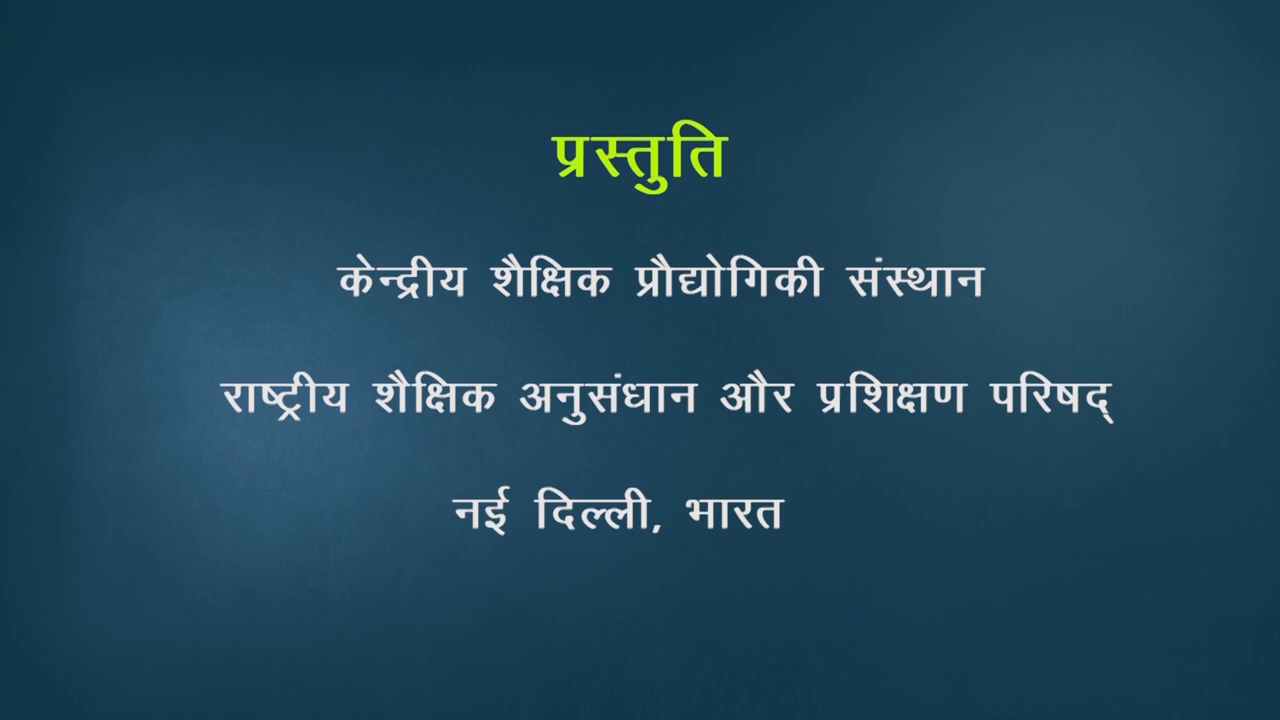 प्रस्तुति
केन्द्रीय शैक्षिक प्रौद्योगिकी संस्थान
राष्ट्रीय शैक्षिक अनुसंधान और प्रशिक्षण परिषद्
नई दिल्ली, भारत